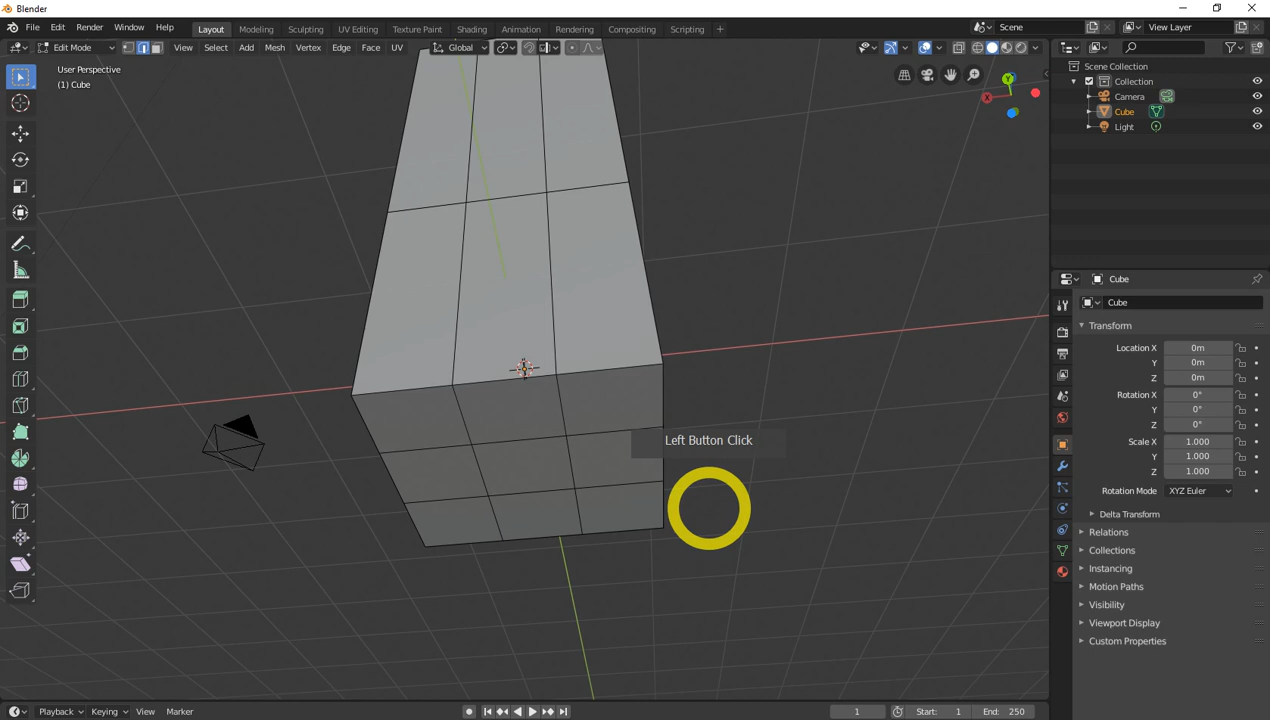 Blender
File Edit Render Window Help Layout Modeling Sculpting UV Editing Texture Paint Shading Animation Rendering Compositing Scripting + Scene View Layer
Edit Mode View Select Add Mesh Vertex Edge Face UV Global
User Perspective
(1) Cube
Y
X
Scene Collection
Collection
Camera
Cube
Light
Cube
Cube
Transform
Location X 0m
Y 0m
Z 0m
Rotation X 0°
Y 0°
Z 0°
Scale X 1.000
Y 1.000
Z 1.000
Rotation Mode XYZ Euler
Delta Transform
Relations
Collections
Instancing
Motion Paths
Visibility
Viewport Display
Custom Properties
Left Button Click
Playback Keying View Marker 1 Start: 1 End: 250